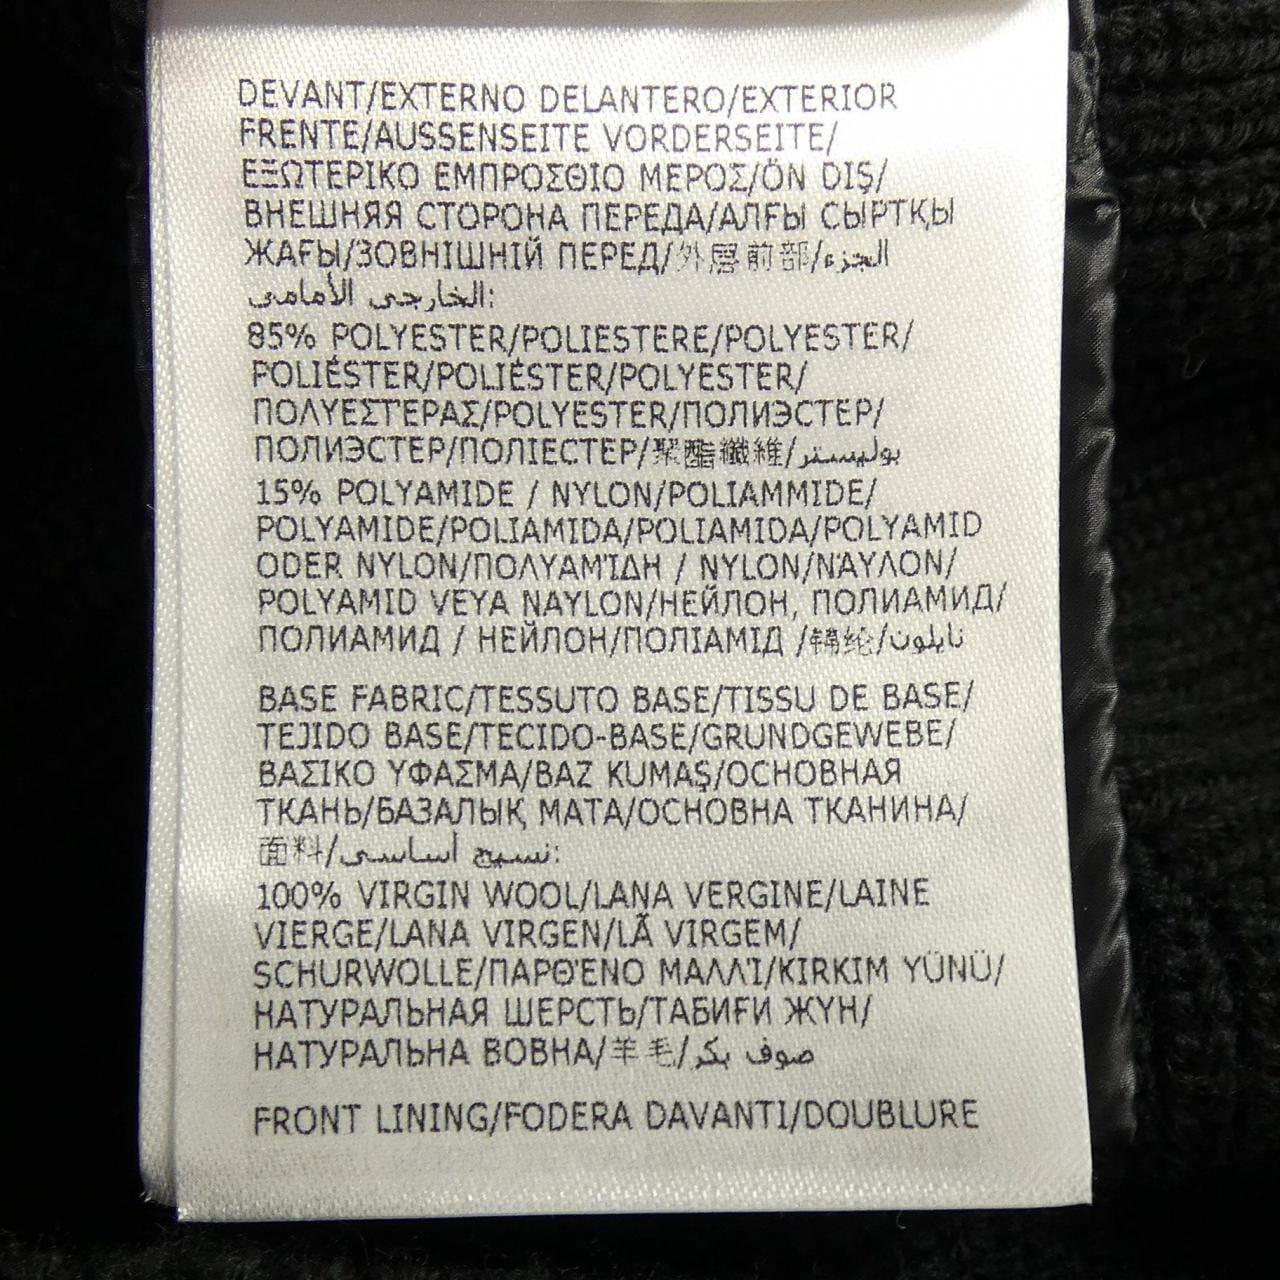 DEVANT/EXTERNO DELANTERO/EXTERIOR
FRENTE/AUSSENSEITE VORDERSEITE/
ΕΞΩΤΕΡΙΚΟ ΕΜΠΡΟΣΘΙΟ ΜΕΡΟΣ/ÖN DIŞ/
ВНЕШНЯЯ СТОРОНА ПЕРЕДА/АЛҒЫ СЫРТҚЫ
ЖАҒЫ/ЗОВНІШНІЙ ПЕРЕД/外层前部/الجزء
الخارجي الأمامي:
85% POLYESTER/POLIESTERE/POLYESTER/
POLIÉSTER/POLIÉSTER/POLYESTER/
ΠΟΛΥΕΣΤΈΡΑΣ/POLYESTER/ПОЛИЭСТЕР/
ПОЛИЭСТЕР/ПОЛІЕСТЕР/聚酯纖維/بوليستر
15% POLYAMIDE / NYLON/POLIAMMIDE/
POLYAMIDE/POLIAMIDA/POLIAMIDA/POLYAMID
ODER NYLON/ΠΟΛΥΑΜΊΔΗ / NYLON/ΝΆΥΛΟΝ/
POLYAMID VEYA NAYLON/НЕЙЛОН, ПОЛИАМИД/
ПОЛИАМИД / НЕЙЛОН/ПОЛІАМІД /锦纶/نايلون
BASE FABRIC/TESSUTO BASE/TISSU DE BASE/
TEJIDO BASE/TECIDO-BASE/GRUNDGEWEBE/
ΒΑΣΙΚΟ ΥΦΑΣΜΑ/BAZ KUMAŞ/ОСНОВНАЯ
ТКАНЬ/БАЗАЛЫҚ МАТА/ОСНОВНА ТКАНИНА/
面料/نسيج أساسي:
100% VIRGIN WOOL/LANA VERGINE/LAINE
VIERGE/LANA VIRGEN/LÃ VIRGEM/
SCHURWOLLE/ΠΑΡΘΈΝΟ ΜΑΛΛΊ/KIRKIM YÜNÜ/
НАТУРАЛЬНАЯ ШЕРСТЬ/ТАБИҒИ ЖҮН/
НАТУРАЛЬНА ВОВНА/羊毛/صوف بكر
FRONT LINING/FODERA DAVANTI/DOUBLURE